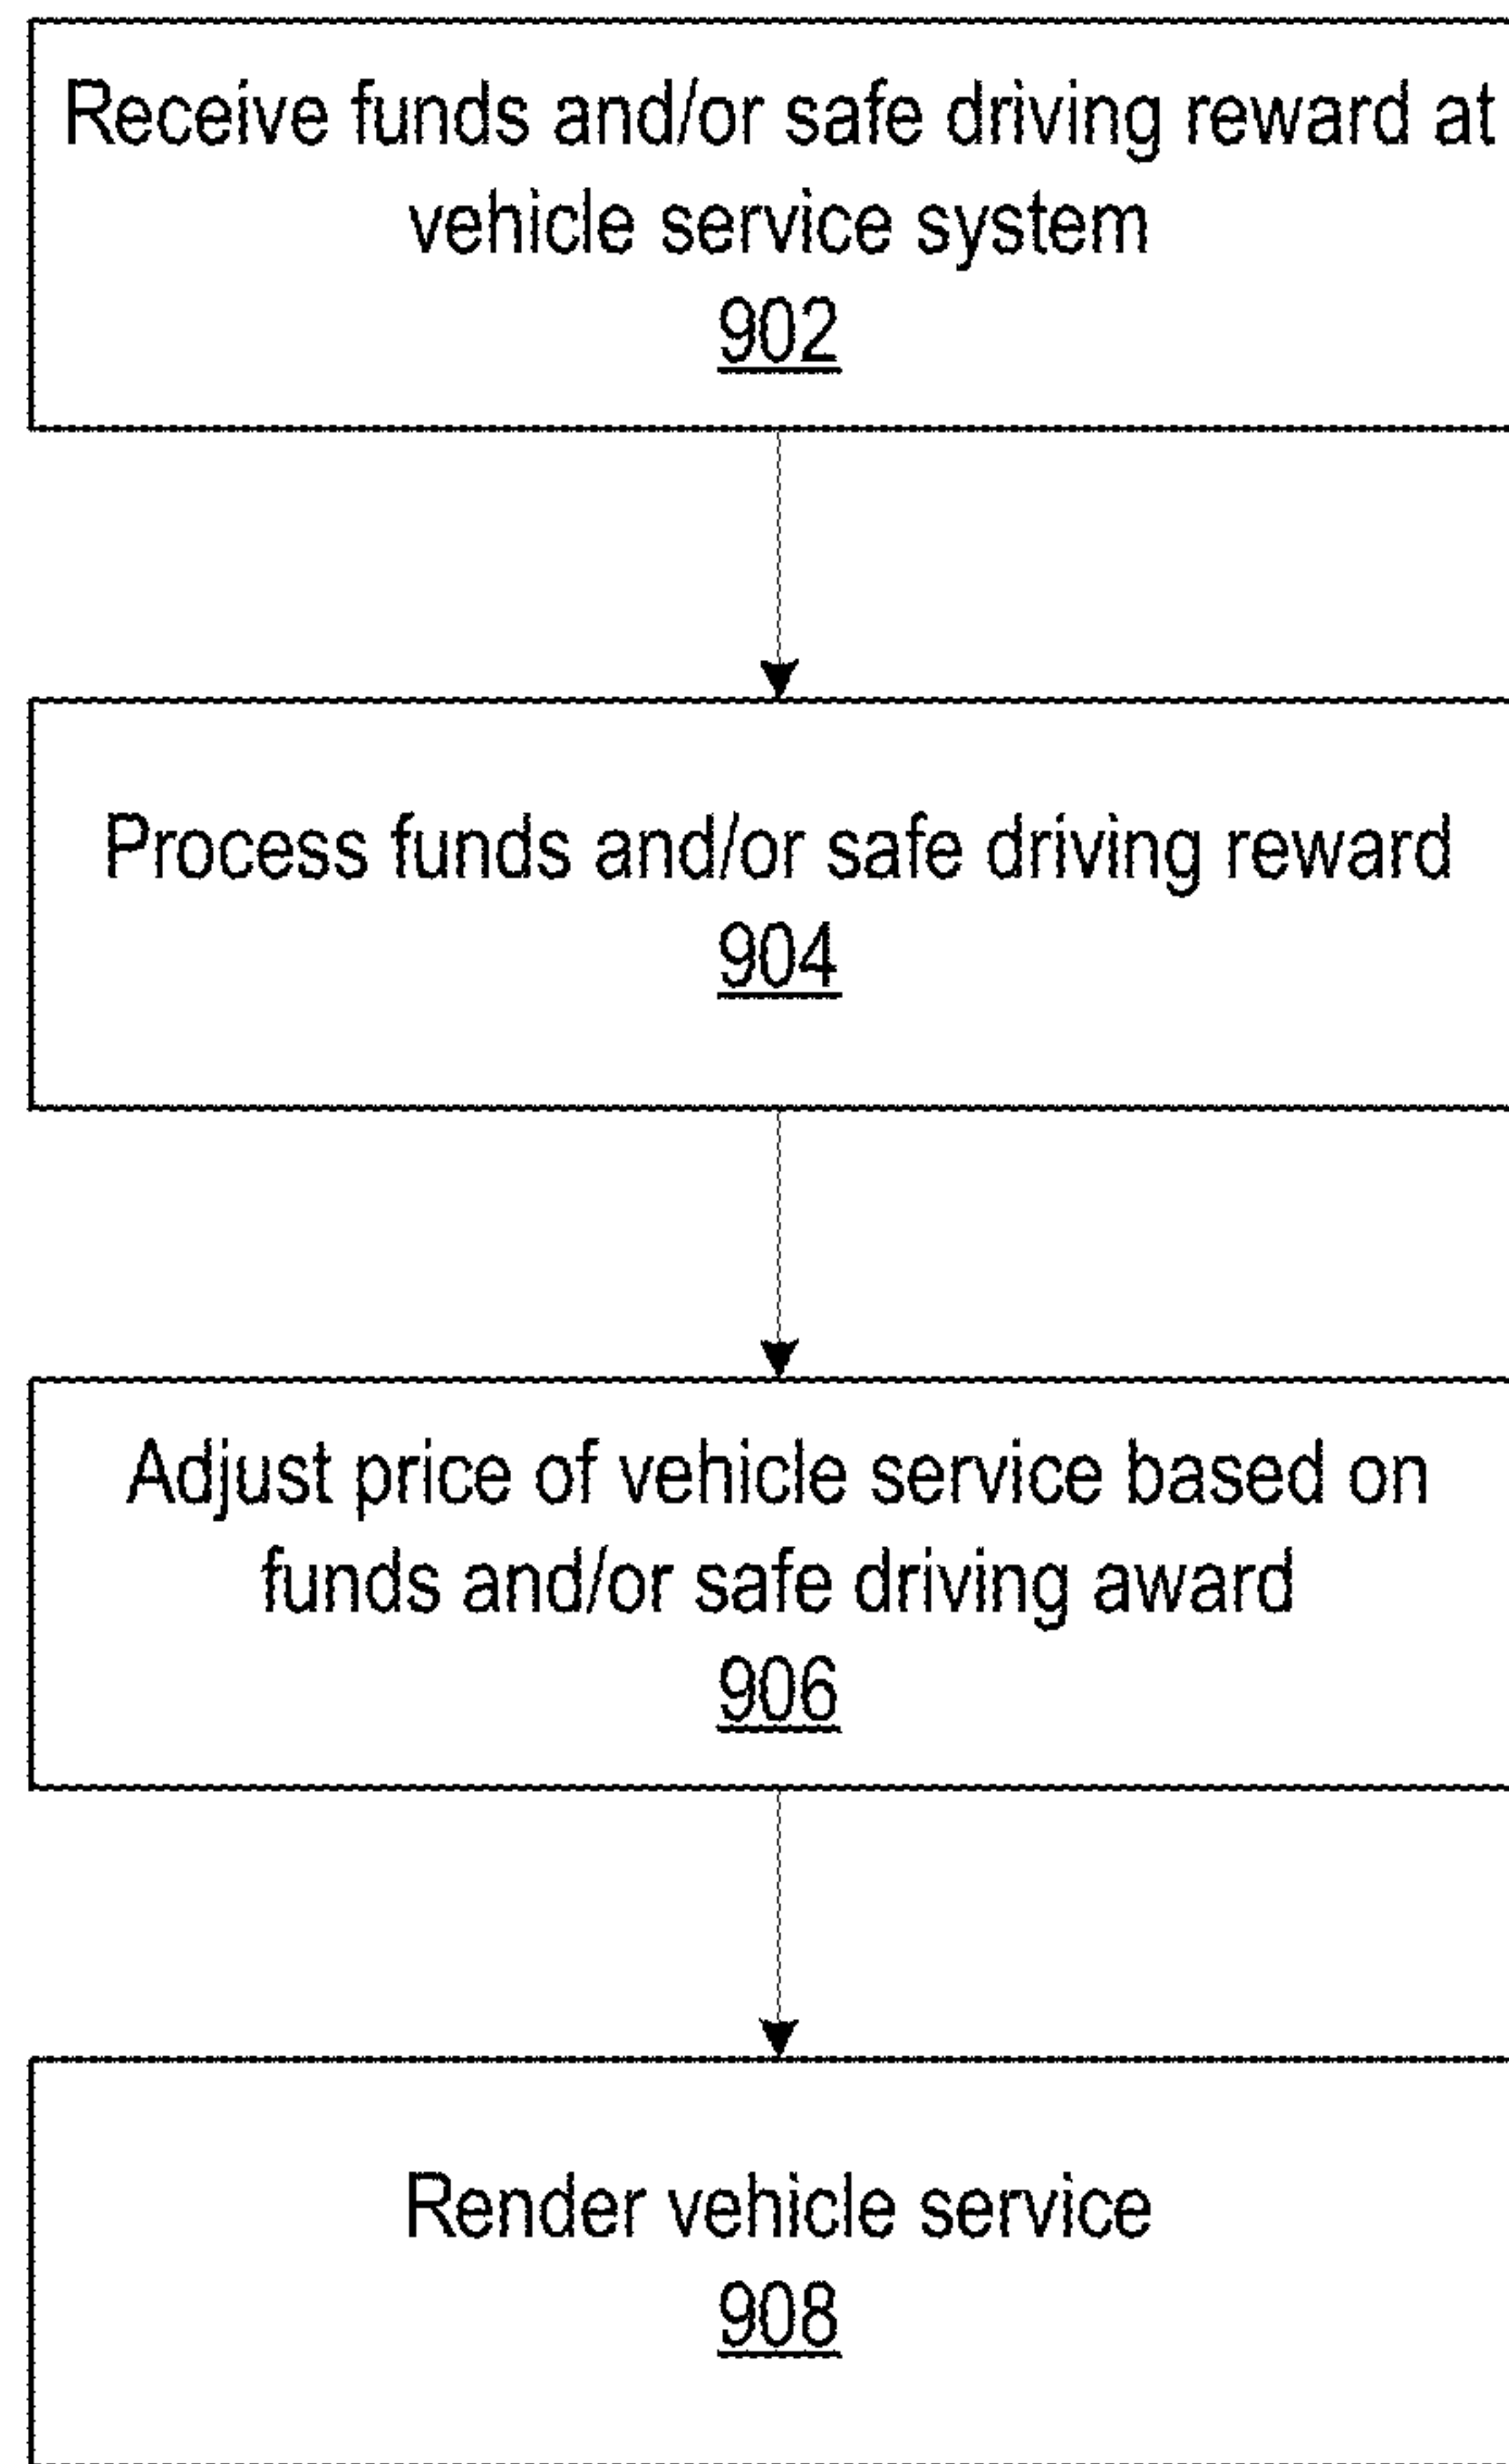 Receive funds and/or safe driving reward at
vehicle service system
902
Process funds and/or safe driving reward
904
Adjust price of vehicle service based on
funds and/or safe driving award
906
Render vehicle service
908